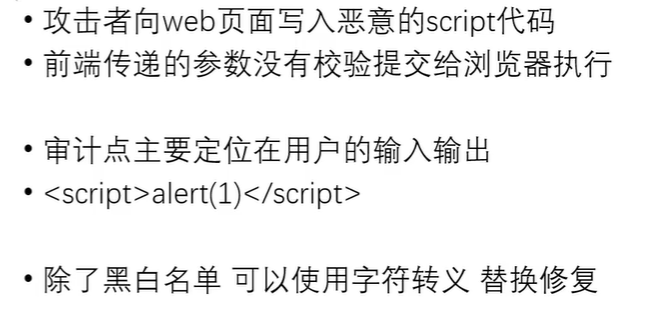 • 攻击者向web页面写入恶意的script代码
• 前端传递的参数没有校验提交给浏览器执行
• 审计点主要定位在用户的输入输出
• <script>alert(1)</script>
• 除了黑白名单 可以使用字符转义 替换修复